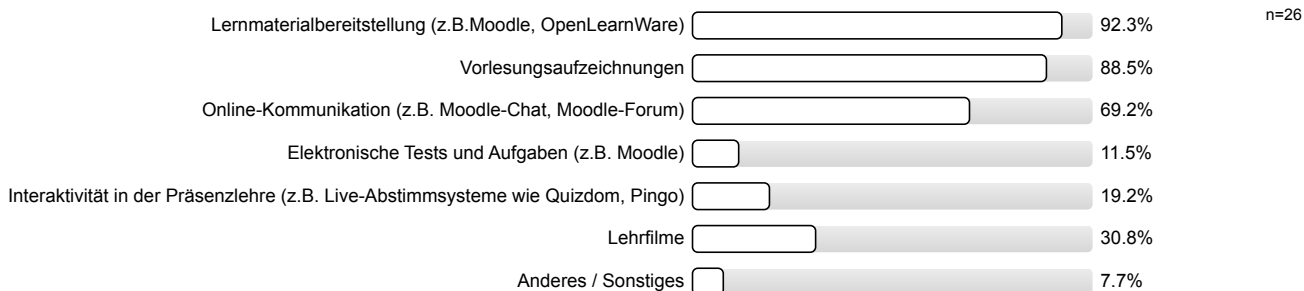 Lernmaterialbereitstellung (z.B.Moodle, OpenLearnWare) 92.3% n=26
Vorlesungsaufzeichnungen 88.5%
Online-Kommunikation (z.B. Moodle-Chat, Moodle-Forum) 69.2%
Elektronische Tests und Aufgaben (z.B. Moodle) 11.5%
Interaktivität in der Präsenzlehre (z.B. Live-Abstimmsysteme wie Quizdom, Pingo) 19.2%
Lehrfilme 30.8%
Anderes / Sonstiges 7.7%